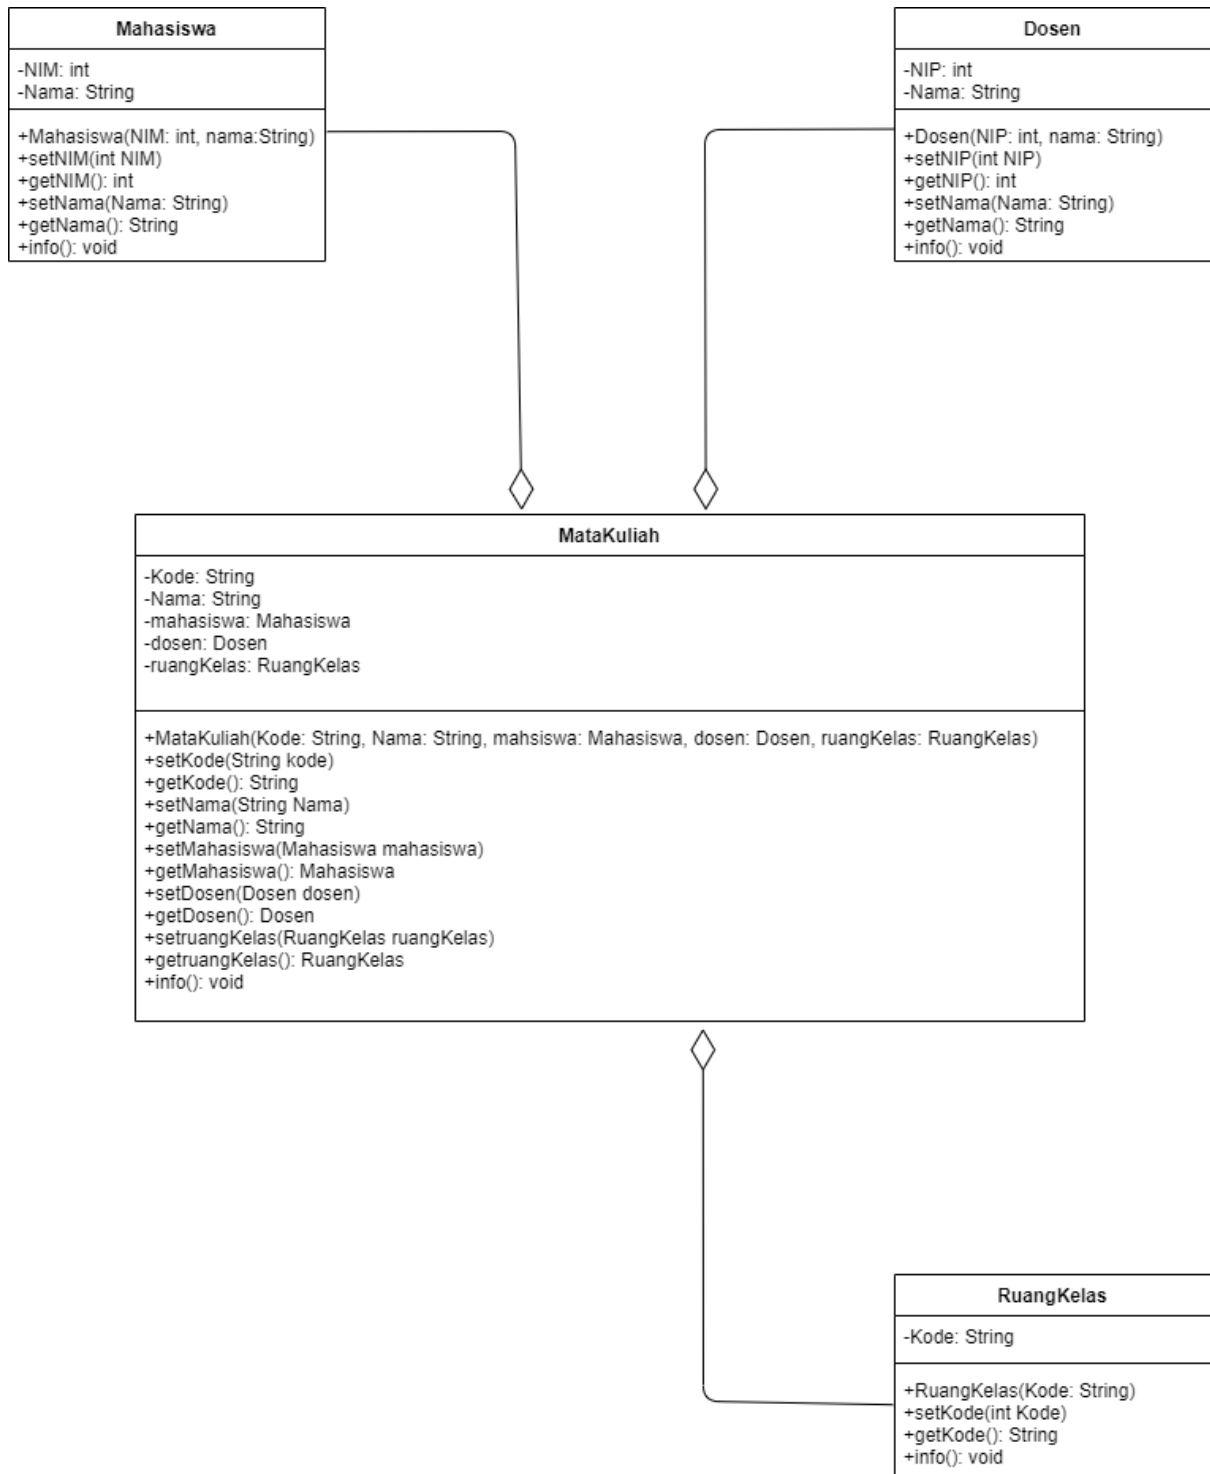 Mahasiswa
-NIM: int
-Nama: String
+Mahasiswa(NIM: int, nama:String)
+setNIM(int NIM)
+getNIM(): int
+setNama(Nama: String)
+getNama(): String
+info(): void
Dosen
-NIP: int
-Nama: String
+Dosen(NIP: int, nama: String)
+setNIP(int NIP)
+getNIP(): int
+setNama(Nama: String)
+getNama(): String
+info(): void
MataKuliah
-Kode: String
-Nama: String
-mahasiswa: Mahasiswa
-dosen: Dosen
-ruangKelas: RuangKelas
+MataKuliah(Kode: String, Nama: String, mahsiswa: Mahasiswa, dosen: Dosen, ruangKelas: RuangKelas)
+setKode(String kode)
+getKode(): String
+setNama(String Nama)
+getNama(): String
+setMahasiswa(Mahasiswa mahasiswa)
+getMahasiswa(): Mahasiswa
+setDosen(Dosen dosen)
+getDosen(): Dosen
+setruangKelas(RuangKelas ruangKelas)
+getruangKelas(): RuangKelas
+info(): void
RuangKelas
-Kode: String
+RuangKelas(Kode: String)
+setKode(int Kode)
+getKode(): String
+info(): void